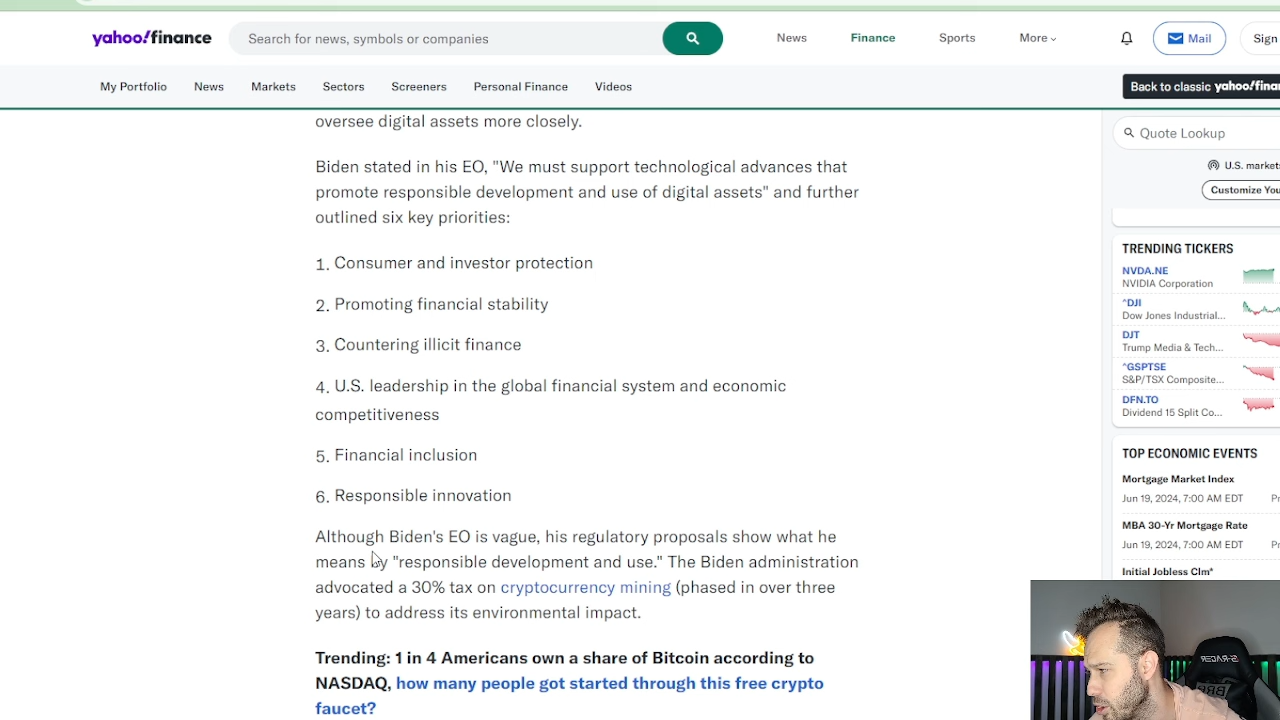 yahoo!finance
Search for news, symbols or companies
News
Finance
Sports
More
Mail
Sign
My Portfolio
News
Markets
Sectors
Screeners
Personal Finance
Videos
Back to classic yahoo!finan
oversee digital assets more closely.
Biden stated in his EO, "We must support technological advances that
promote responsible development and use of digital assets" and further
outlined six key priorities:
1. Consumer and investor protection
2. Promoting financial stability
3. Countering illicit finance
4. U.S. leadership in the global financial system and economic
competitiveness
5. Financial inclusion
6. Responsible innovation
Although Biden's EO is vague, his regulatory proposals show what he
means by "responsible development and use." The Biden administration
advocated a 30% tax on cryptocurrency mining (phased in over three
years) to address its environmental impact.
Trending: 1 in 4 Americans own a share of Bitcoin according to
NASDAQ, how many people got started through this free crypto
faucet?
Quote Lookup
U.S. market
Customize You
TRENDING TICKERS
NVDA.NE
NVIDIA Corporation
^DJI
Dow Jones Industrial...
DJT
Trump Media & Tech...
^GSPTSE
S&P/TSX Composite...
DFN.TO
Dividend 15 Split Co...
TOP ECONOMIC EVENTS
Mortgage Market Index
Jun 19, 2024, 7:00 AM EDT
Pr
MBA 30-Yr Mortgage Rate
Jun 19, 2024, 7:00 AM EDT
Pr
Initial Jobless Clm*